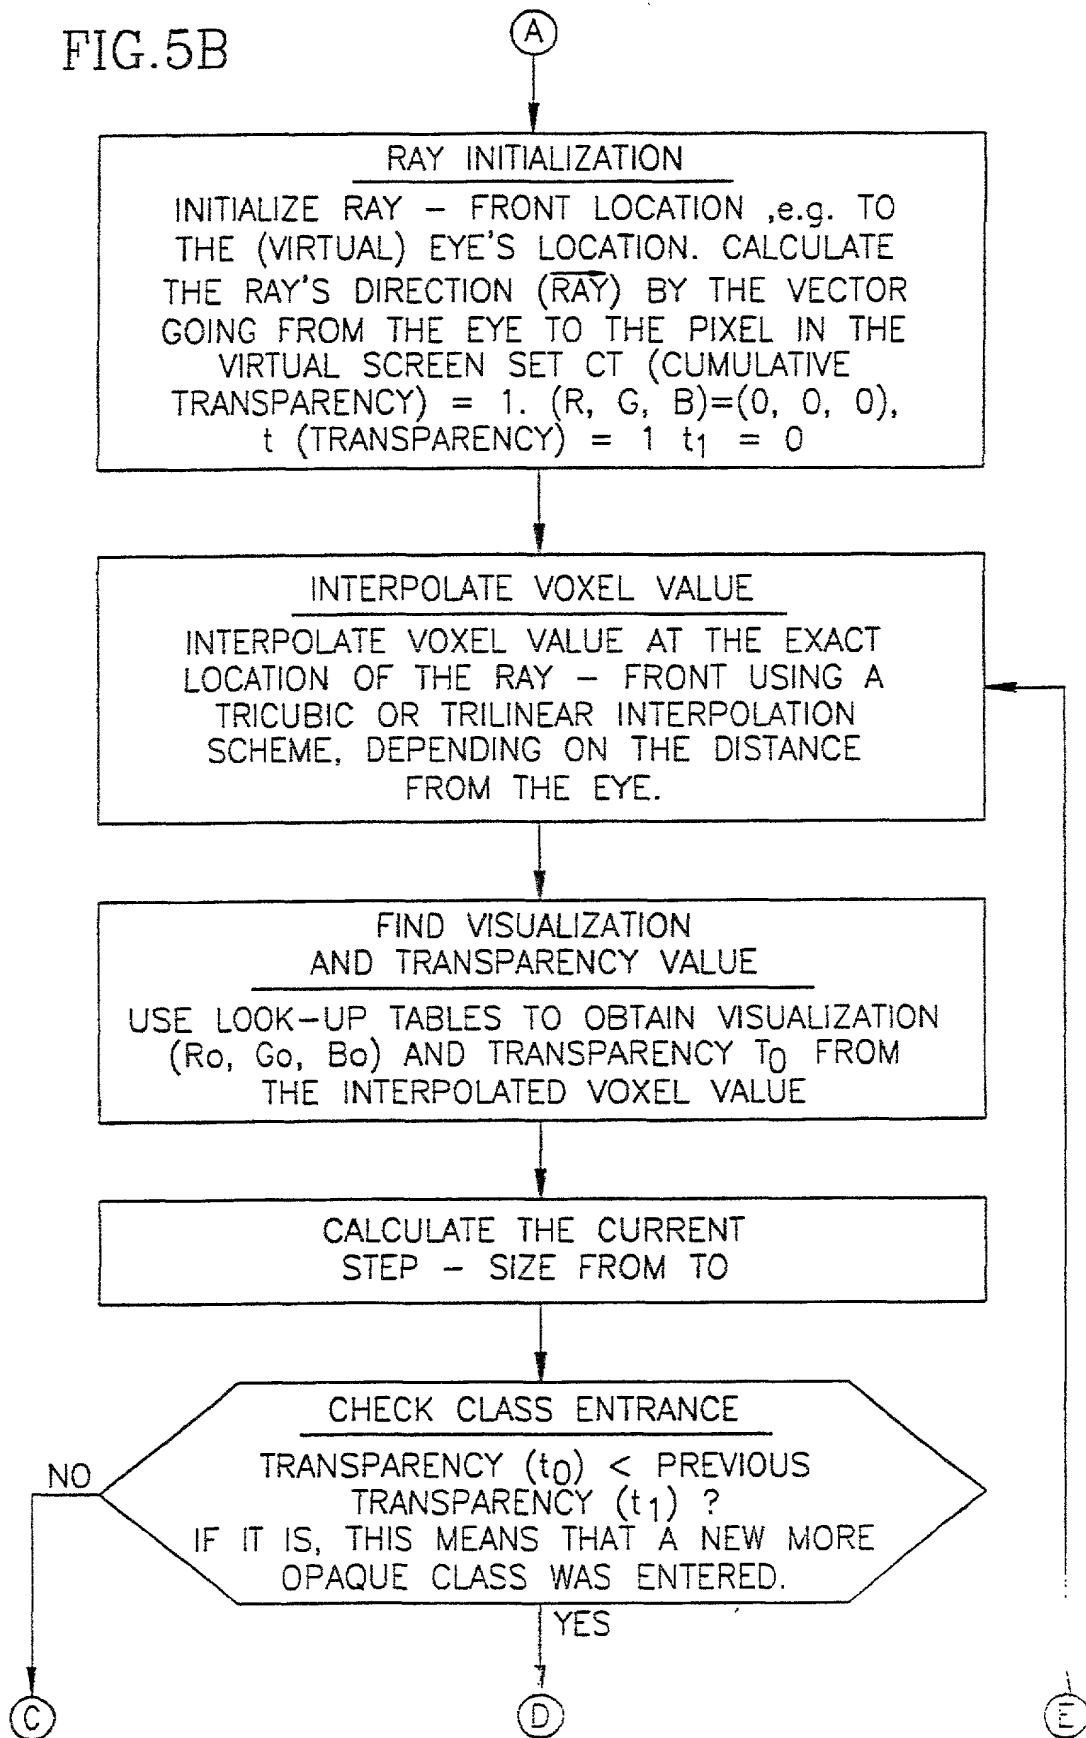 FIG.5B
A
RAY INITIALIZATION
INITIALIZE RAY – FRONT LOCATION ,e.g. TO
THE (VIRTUAL) EYE'S LOCATION. CALCULATE
THE RAY'S DIRECTION (RAY) BY THE VECTOR
GOING FROM THE EYE TO THE PIXEL IN THE
VIRTUAL SCREEN SET CT (CUMULATIVE
TRANSPARENCY) = 1. (R, G, B)=(0, 0, 0),
t (TRANSPARENCY) = 1 t1 = 0
INTERPOLATE VOXEL VALUE
INTERPOLATE VOXEL VALUE AT THE EXACT
LOCATION OF THE RAY – FRONT USING A
TRICUBIC OR TRILINEAR INTERPOLATION
SCHEME, DEPENDING ON THE DISTANCE
FROM THE EYE.
FIND VISUALIZATION
AND TRANSPARENCY VALUE
USE LOOK–UP TABLES TO OBTAIN VISUALIZATION
(Ro, Go, Bo) AND TRANSPARENCY T0 FROM
THE INTERPOLATED VOXEL VALUE
CALCULATE THE CURRENT
STEP – SIZE FROM TO
CHECK CLASS ENTRANCE
TRANSPARENCY (t0) < PREVIOUS
TRANSPARENCY (t1) ?
IF IT IS, THIS MEANS THAT A NEW MORE
OPAQUE CLASS WAS ENTERED.
NO
YES
C
D
E